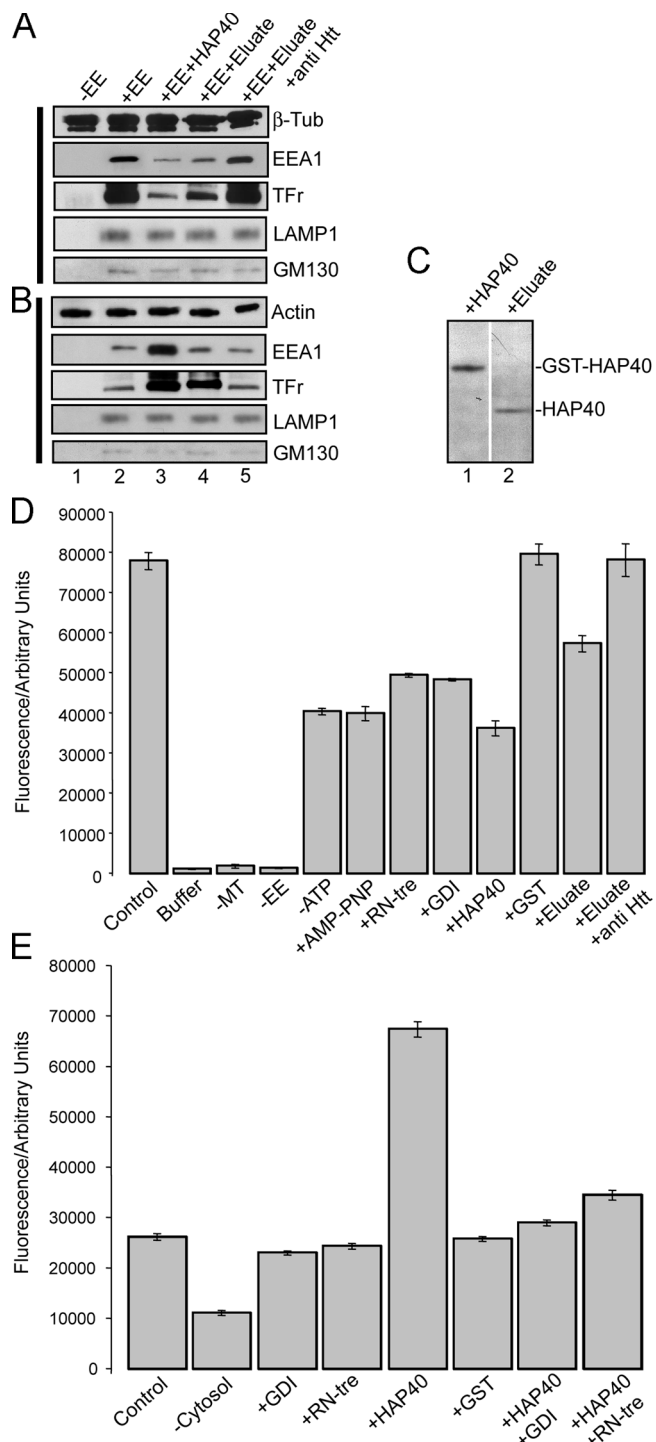 A
-EE
+EE
+EE+HAP40
+EE+Eluate
+EE+Eluate
+anti Htt
β-Tub
EEA1
TFr
LAMP1
GM130
B
Actin
EEA1
TFr
LAMP1
GM130
1 2 3 4 5
C
+HAP40
+Eluate
-GST-HAP40
-HAP40
1 2
D
Fluorescence/Arbitrary Units
90000
80000
70000
60000
50000
40000
30000
20000
10000
0
Control
Buffer
-MT
-EE
-ATP
+AMP-PNP
+RN-tre
+GDI
+HAP40
+GST
+Eluate
+Eluate
+anti Htt
E
Fluorescence/Arbitrary Units
80000
70000
60000
50000
40000
30000
20000
10000
0
Control
-Cytosol
+GDI
+RN-tre
+HAP40
+GST
+HAP40
+GDI
+HAP40
+RN-tre